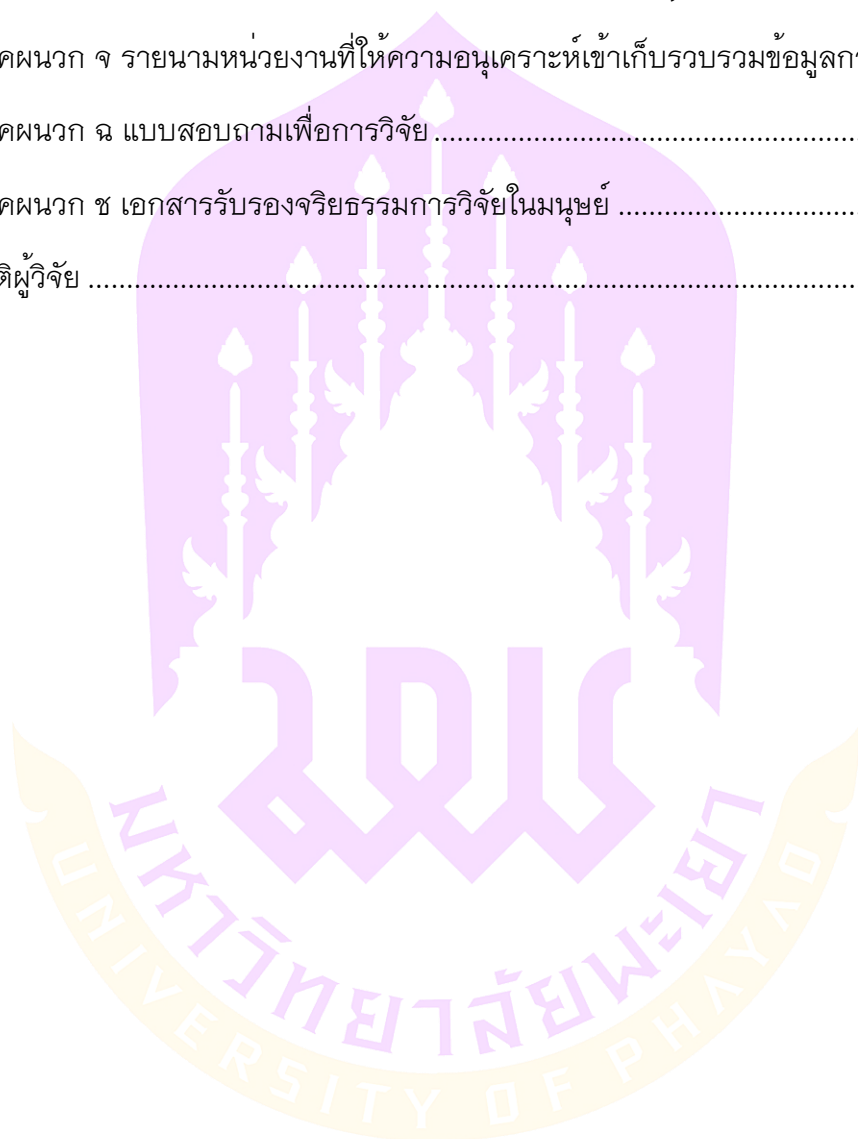 คผนวก จ รายนามหน่วยงานที่ให้ความอนุเคราะห์เข้าเก็บรวบรวมข้อมูลกา
คผนวก ฉ แบบสอบถามเพื่อการวิจัย
คผนวก ช เอกสารรับรองจริยธรรมการวิจัยในมนุษย์
ติผู้วิจัย
มหาวิทยาลัยพะเยา
UNIVERSITY OF PHAYAO